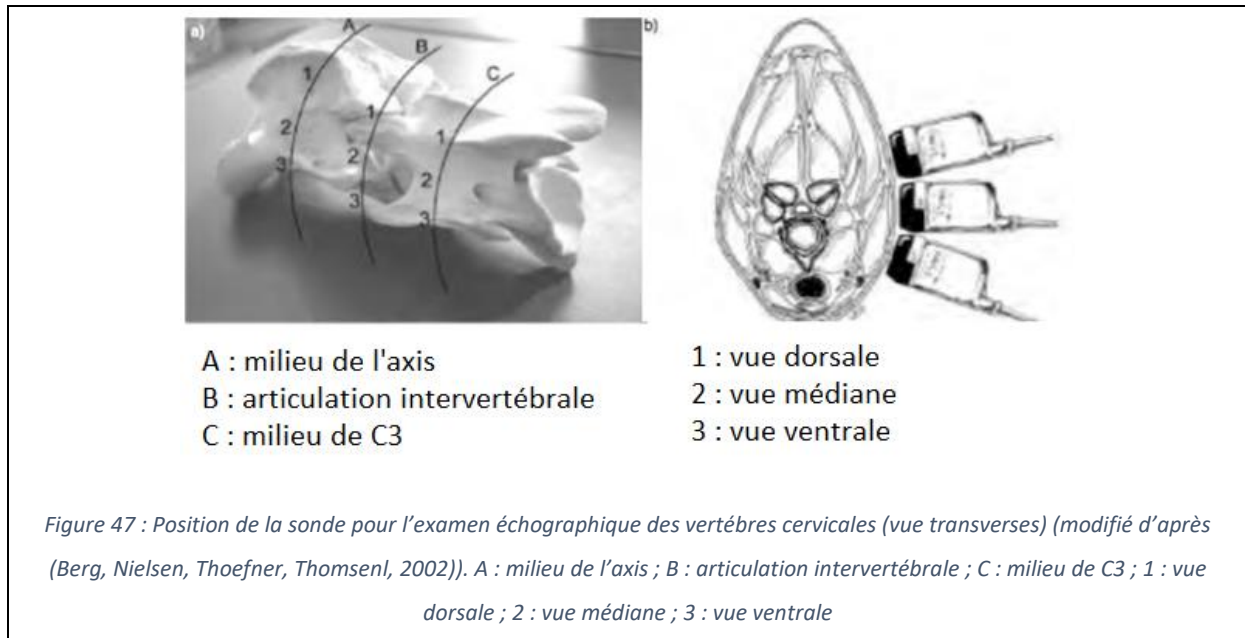 a)
A
B
C
1
1
1
2
2
2
3
3
3
b)
A : milieu de l'axis
B : articulation intervertébrale
C : milieu de C3
1 : vue dorsale
2 : vue médiane
3 : vue ventrale
Figure 47 : Position de la sonde pour l’examen échographique des vertébres cervicales (vue transverses) (modifié d’après
(Berg, Nielsen, Thoefner, Thomsenl, 2002)). A : milieu de l’axis ; B : articulation intervertébrale ; C : milieu de C3 ; 1 : vue
dorsale ; 2 : vue médiane ; 3 : vue ventrale